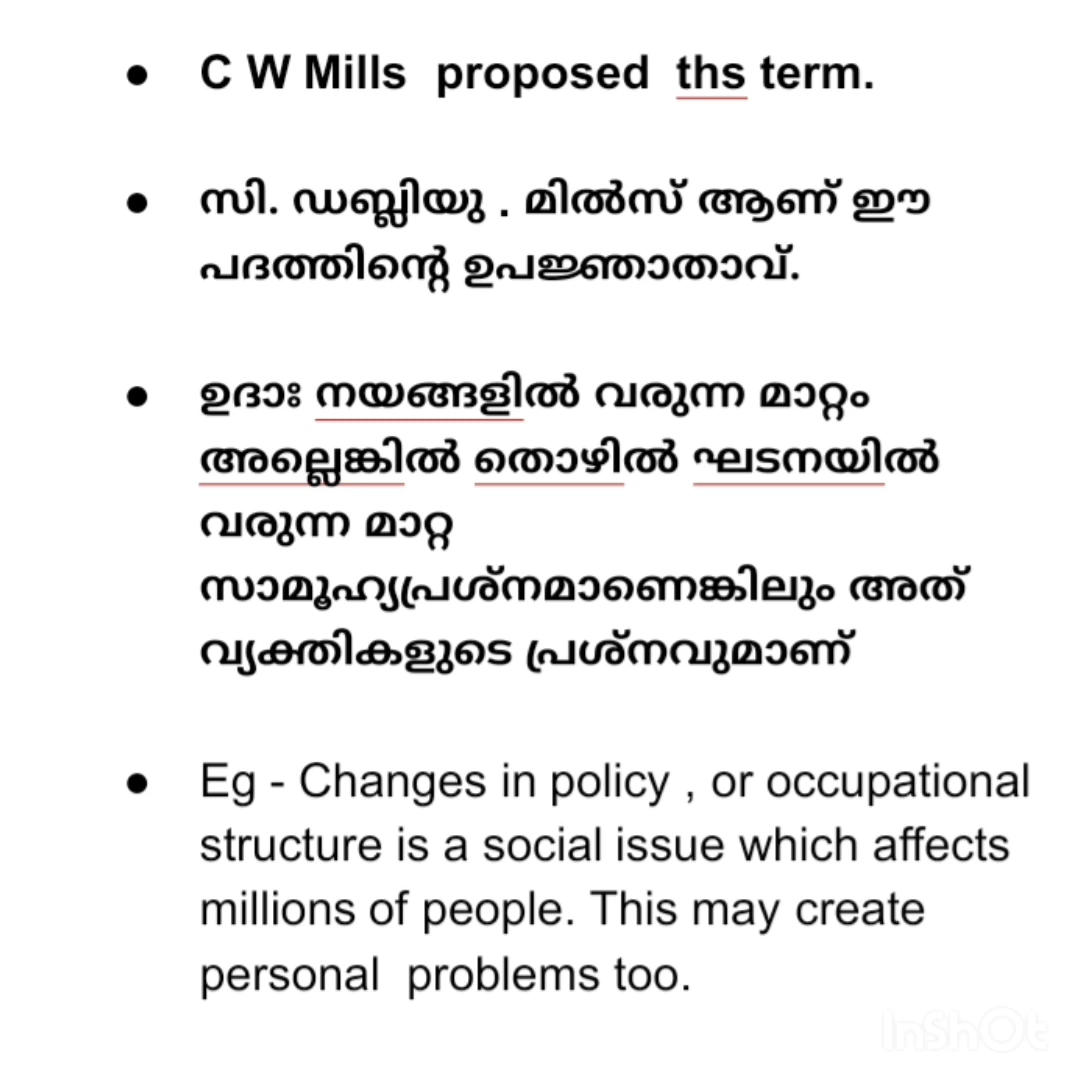 ● C W Mills proposed ths term.
● സി. ഡബ്ലിയു . മിൽസ് ആണ് ഈ
പദത്തിന്റെ ഉപജ്ഞാതാവ്.
● ഉദാഃ നയങ്ങളിൽ വരുന്ന മാറ്റം
അല്ലെങ്കിൽ തൊഴിൽ ഘടനയിൽ
വരുന്ന മാറ്റ
സാമൂഹ്യപ്രശ്നമാണെങ്കിലും അത്
വ്യക്തികളുടെ പ്രശ്നവുമാണ്
● Eg - Changes in policy , or occupational
structure is a social issue which affects
millions of people. This may create
personal problems too.
InShOt